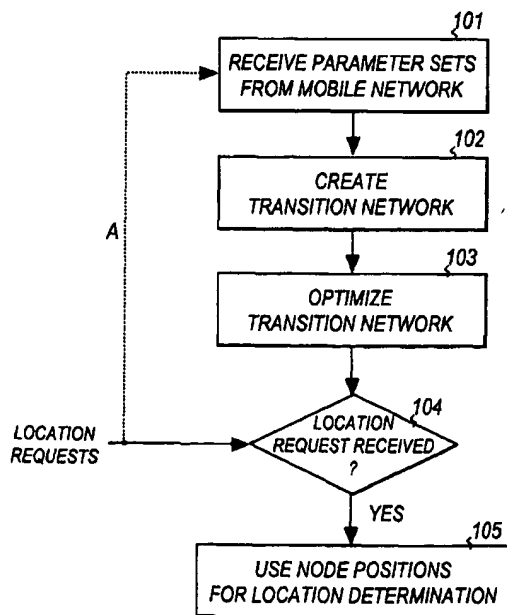 101
RECEIVE PARAMETER SETS
FROM MOBILE NETWORK
102
CREATE
TRANSITION NETWORK
A
103
OPTIMIZE
TRANSITION NETWORK
104
LOCATION
REQUEST RECEIVED
?
LOCATION
REQUESTS
YES
105
USE NODE POSITIONS
FOR LOCATION DETERMINATION